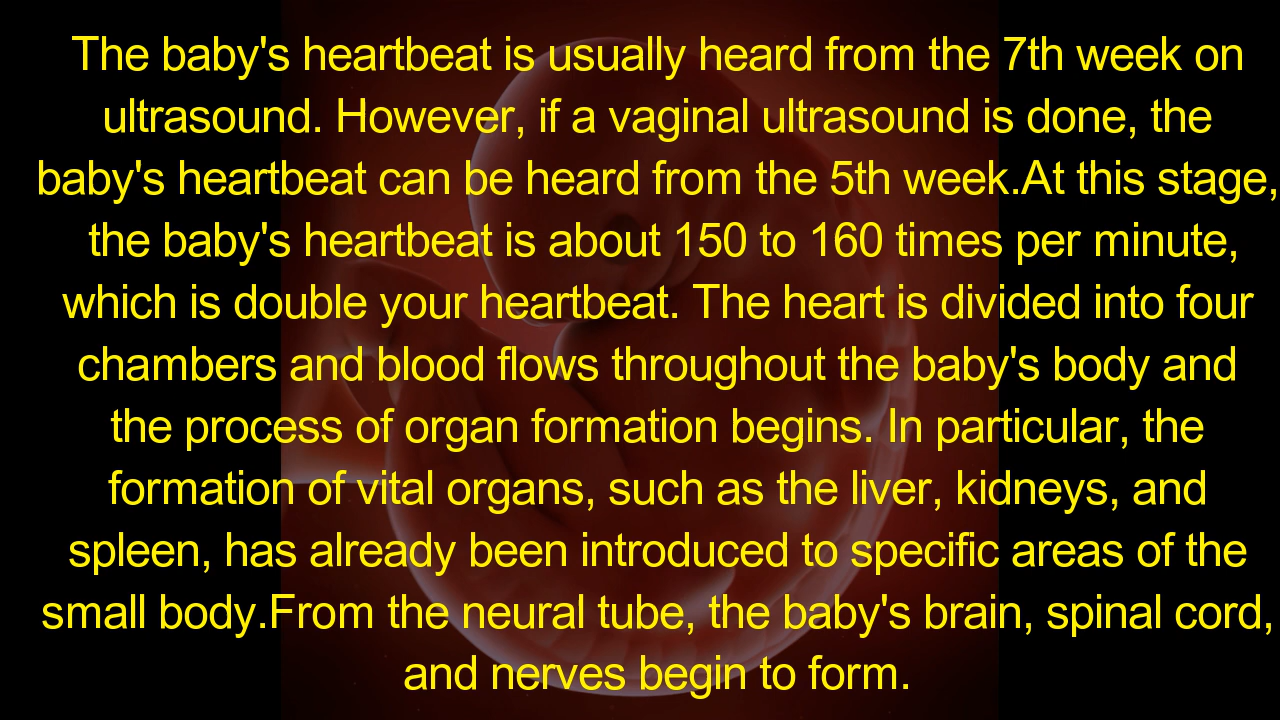 The baby's heartbeat is usually heard from the 7th week on
ultrasound. However, if a vaginal ultrasound is done, the
baby's heartbeat can be heard from the 5th week.At this stage,
the baby's heartbeat is about 150 to 160 times per minute,
which is double your heartbeat. The heart is divided into four
chambers and blood flows throughout the baby's body and
the process of organ formation begins. In particular, the
formation of vital organs, such as the liver, kidneys, and
spleen, has already been introduced to specific areas of the
small body.From the neural tube, the baby's brain, spinal cord,
and nerves begin to form.